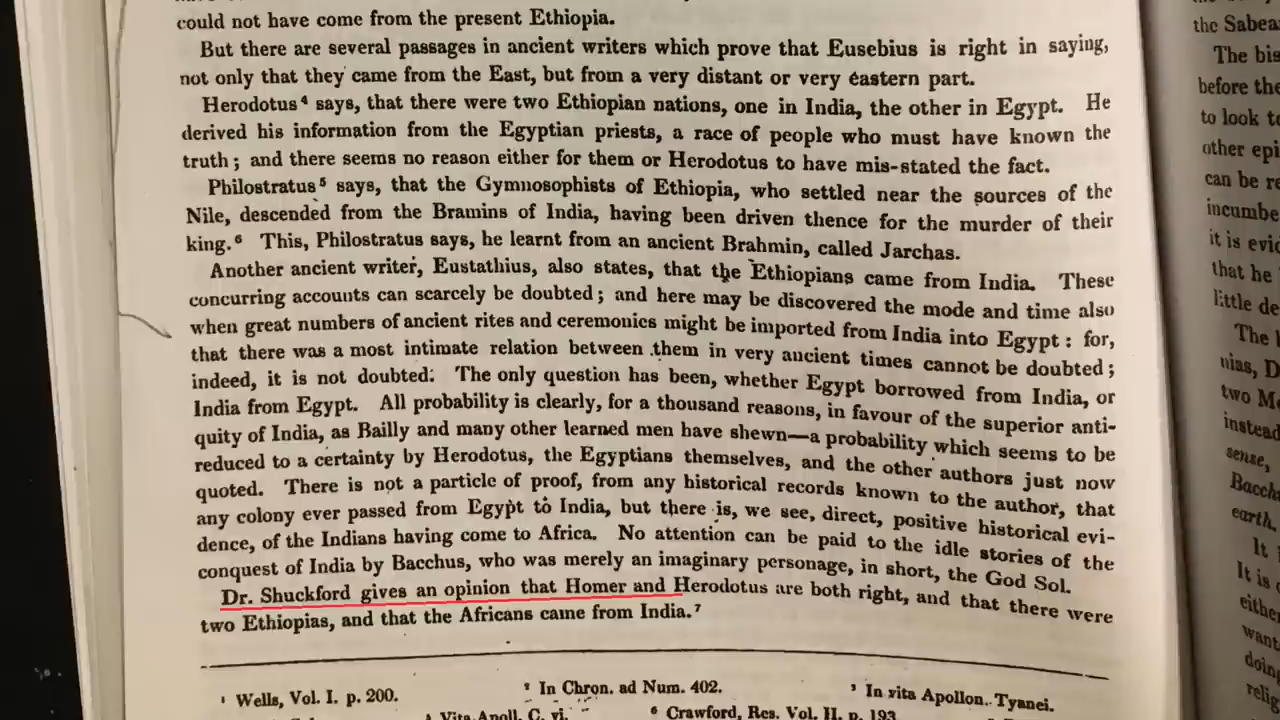 could not have come from the present Ethiopia.
But there are several passages in ancient writers which prove that Eusebius is right in saying,
not only that they came from the East, but from a very distant or very eastern part.
Herodotus⁴ says, that there were two Ethiopian nations, one in India, the other in Egypt. He
derived his information from the Egyptian priests, a race of people who must have known the
truth; and there seems no reason either for them or Herodotus to have mis-stated the fact.
Philostratus⁵ says, that the Gymnosophists of Ethiopia, who settled near the sources of the
Nile, descended from the Bramins of India, having been driven thence for the murder of their
king.⁶ This, Philostratus says, he learnt from an ancient Brahmin, called Jarchas.
Another ancient writer, Eustathius, also states, that the Ethiopians came from India. These
concurring accounts can scarcely be doubted; and here may be discovered the mode and time also
when great numbers of ancient rites and ceremonies might be imported from India into Egypt: for,
that there was a most intimate relation between them in very ancient times cannot be doubted;
indeed, it is not doubted. The only question has been, whether Egypt borrowed from India, or
India from Egypt. All probability is clearly, for a thousand reasons, in favour of the superior anti-
quity of India, as Bailly and many other learned men have shewn—a probability which seems to be
reduced to a certainty by Herodotus, the Egyptians themselves, and the other authors just now
quoted. There is not a particle of proof, from any historical records known to the author, that
any colony ever passed from Egypt to India, but there is, we see, direct, positive historical evi-
dence, of the Indians having come to Africa. No attention can be paid to the idle stories of the
conquest of India by Bacchus, who was merely an imaginary personage, in short, the God Sol.
Dr. Shuckford gives an opinion that Homer and Herodotus are both right, and that there were
two Ethiopias, and that the Africans came from India.⁷
¹ Wells, Vol. I. p. 200.
² In Chron. ad Num. 402.
³ In vita Apollon. Tyanei.
Vita Apoll. C. vi.
⁶ Crawford, Res. Vol. II. p. 193
the Sabea
The bis
before the
to look to
other epi
can be re
incumbe
it is evid
that he
little de
The
nias, D
two M
instead
sense,
Bacch
earth.
It
It is
either
want
doing
relig